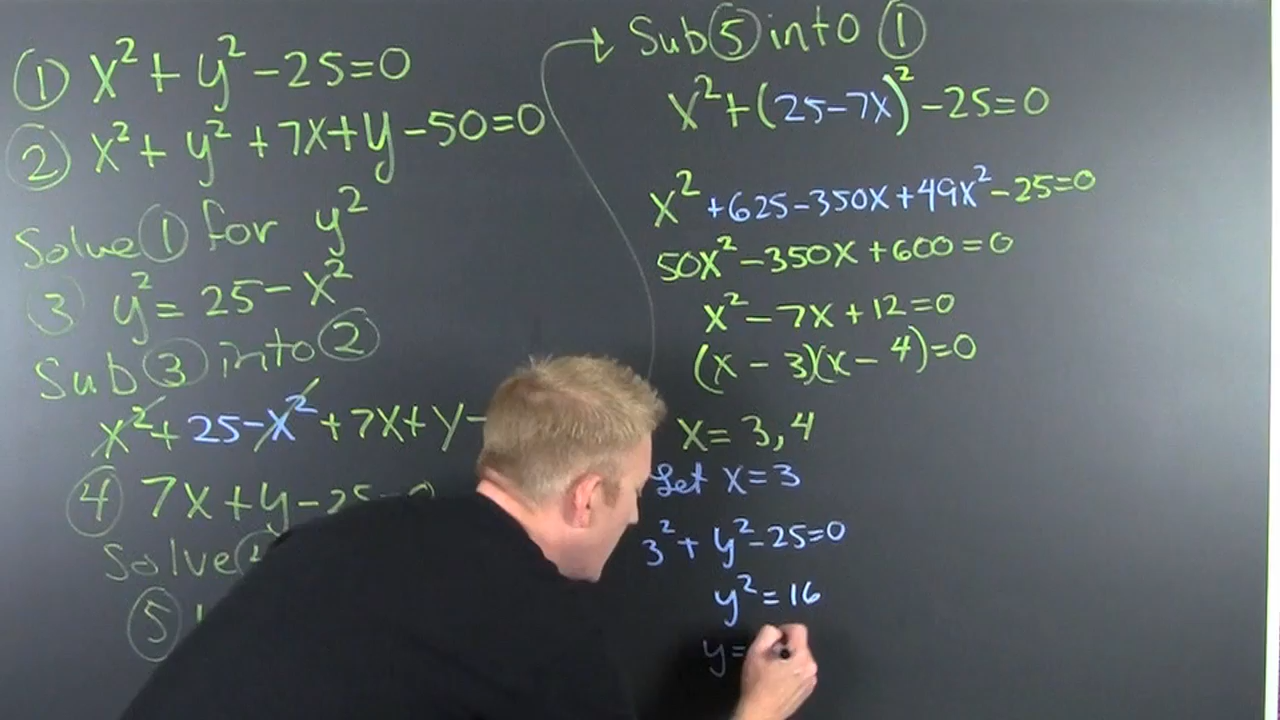 ① x² + y² - 25 = 0
② x² + y² + 7x + y - 50 = 0
Solve ① for y²
③ y² = 25 - x²
Sub ③ into ②
x² + 25 - x² + 7x + y -
④ 7x + y - 25 = 0
Solve
⑤
Sub ⑤ into ①
x² + (25 - 7x)² - 25 = 0
x² + 625 - 350x + 49x² - 25 = 0
50x² - 350x + 600 = 0
x² - 7x + 12 = 0
(x - 3)(x - 4) = 0
x = 3, 4
Let x = 3
3² + y² - 25 = 0
y² = 16
y =